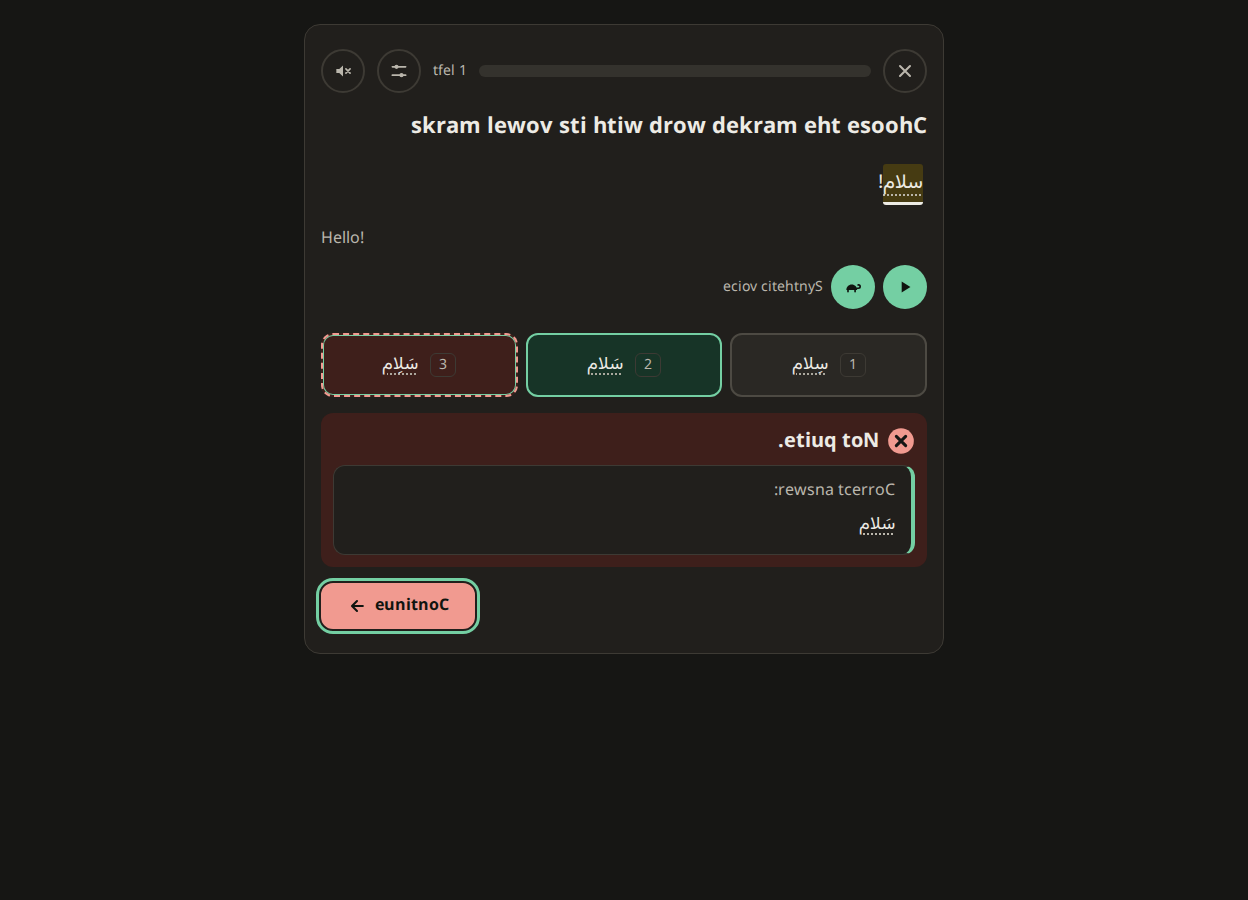 tfel 1
skram lewov sti htiw drow dekram eht esoohC
سلام!
Hello!
eciov citehtnyS
1 سِلام
2 سَلام
3 سَلِام
.etiuq toN
:rewsna tcerroC
سَلام
eunitnoC